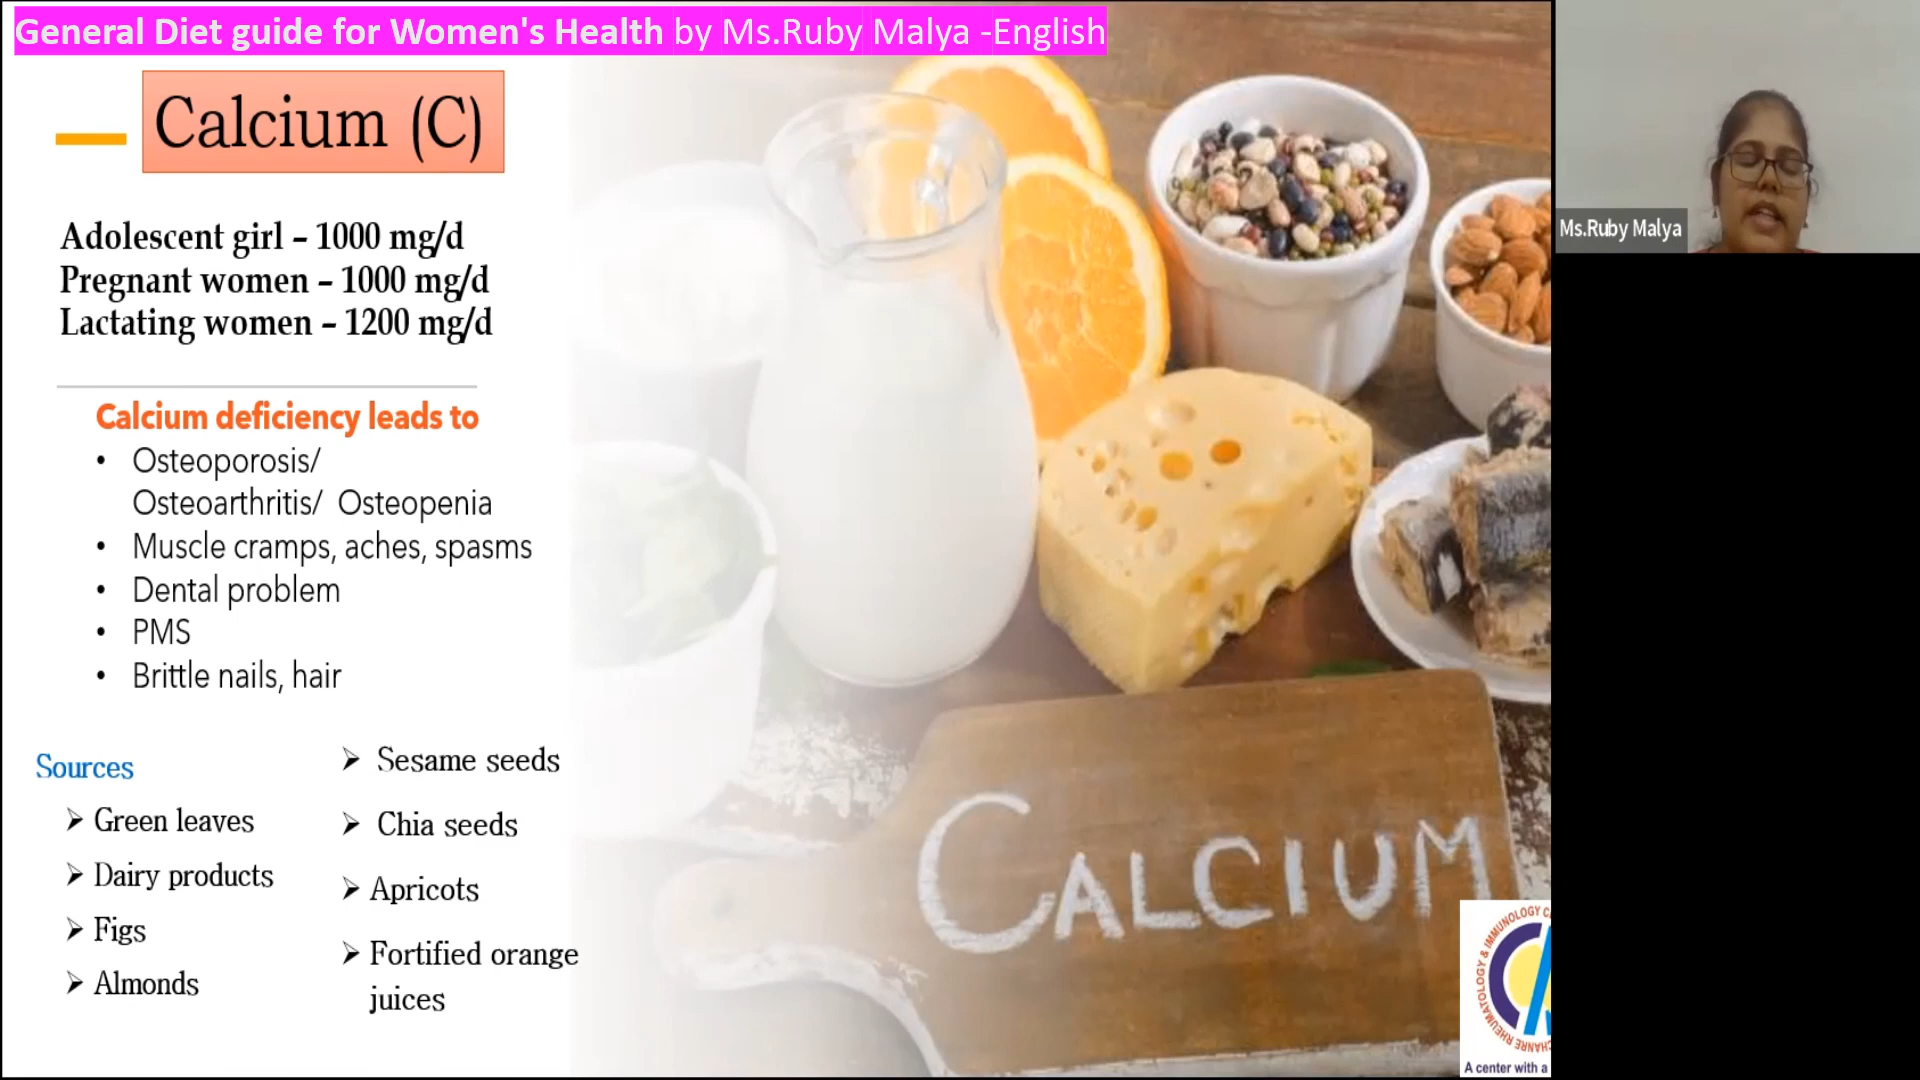 General Diet guide for Women's Health by Ms.Ruby Malya -English
Calcium (C)
Adolescent girl – 1000 mg/d
Pregnant women – 1000 mg/d
Lactating women – 1200 mg/d
Calcium deficiency leads to
• Osteoporosis/
Osteoarthritis/ Osteopenia
• Muscle cramps, aches, spasms
• Dental problem
• PMS
• Brittle nails, hair
Sources
➢ Green leaves
➢ Dairy products
➢ Figs
➢ Almonds
➢ Sesame seeds
➢ Chia seeds
➢ Apricots
➢ Fortified orange
juices
CALCIUM
Ms.Ruby Malya
RHEUMATOLOGY & IMMUNOLOGY
A center with a